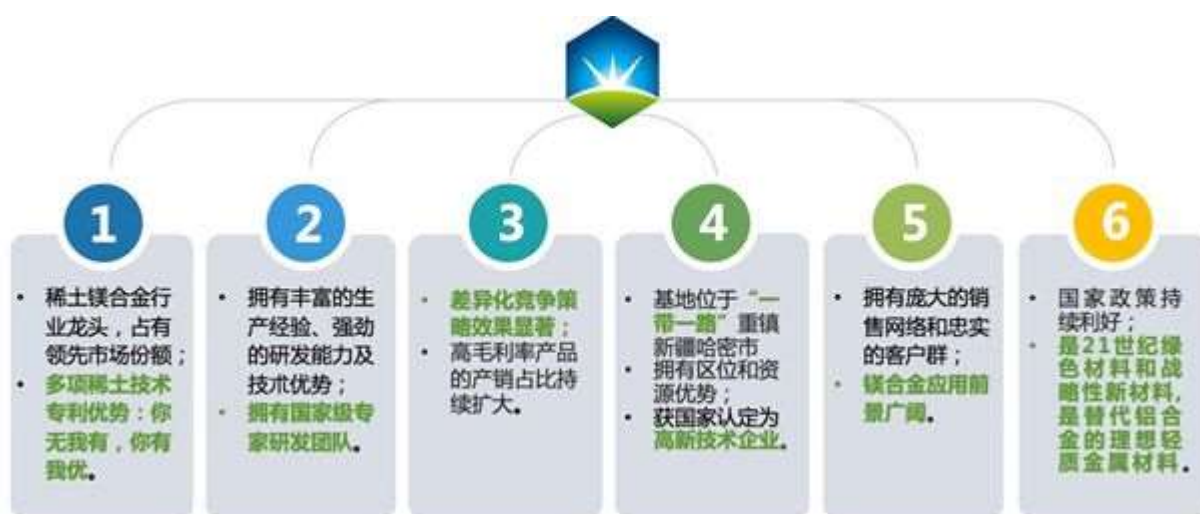 1
• 稀土镁合金行
业龙头，占有
领先市场份额；
• 多项稀土技术
专利优势：你
无我有，你有
我优。
2
• 拥有丰富的生
产经验、强劲
的研发能力及
技术优势；
• 拥有国家级专
家研发团队。
3
• 差异化竞争策
略效果显著；
• 高毛利率产品
的产销占比持
续扩大。
4
• 基地位于“一
带一路”重镇
新疆哈密市
• 拥有区位和资
源优势；
• 获国家认定为
高新技术企业。
5
• 拥有庞大的销
售网络和忠实
的客户群；
• 镁合金应用前
景广阔。
6
• 国家政策持
续利好；
• 是21世纪绿
色材料和战
略性新材料,
是替代铝合
金的理想轻
质金属材料。